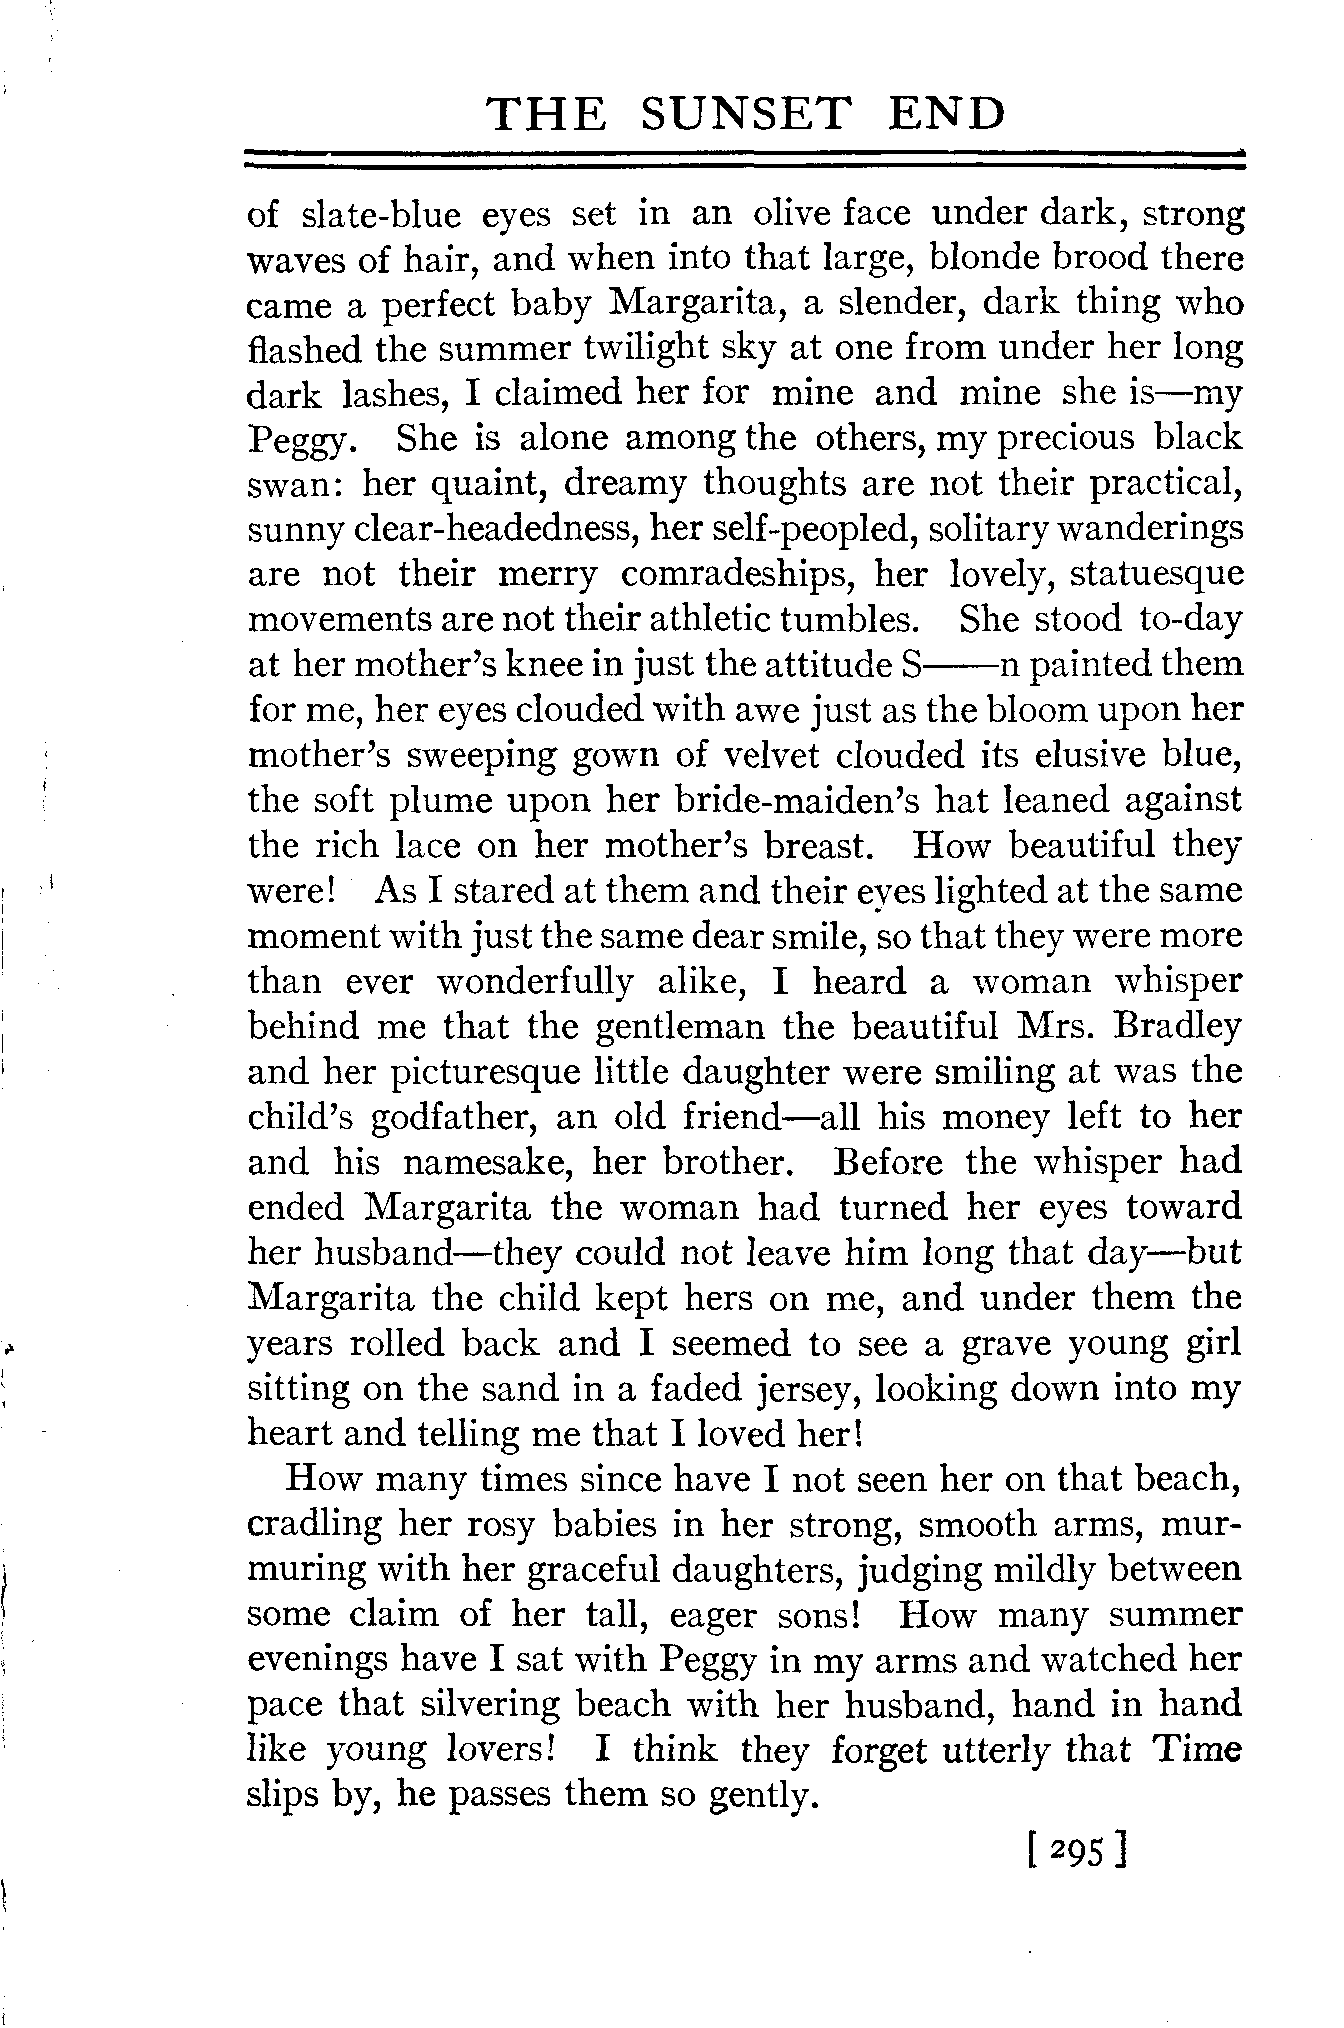 THE SUNSET END
of slate-blue eyes set in an olive face under dark, strong
waves of hair, and when into that large, blonde brood there
came a perfect baby Margarita, a slender, dark thing who
flashed the summer twilight sky at one from under her long
dark lashes, I claimed her for mine and mine she is—my
Peggy. She is alone among the others, my precious black
swan: her quaint, dreamy thoughts are not their practical,
sunny clear-headedness, her self-peopled, solitary wanderings
are not their merry comradeships, her lovely, statuesque
movements are not their athletic tumbles. She stood to-day
at her mother's knee in just the attitude S——n painted them
for me, her eyes clouded with awe just as the bloom upon her
mother's sweeping gown of velvet clouded its elusive blue,
the soft plume upon her bride-maiden's hat leaned against
the rich lace on her mother's breast. How beautiful they
were! As I stared at them and their eyes lighted at the same
moment with just the same dear smile, so that they were more
than ever wonderfully alike, I heard a woman whisper
behind me that the gentleman the beautiful Mrs. Bradley
and her picturesque little daughter were smiling at was the
child's godfather, an old friend—all his money left to her
and his namesake, her brother. Before the whisper had
ended Margarita the woman had turned her eyes toward
her husband—they could not leave him long that day—but
Margarita the child kept hers on me, and under them the
years rolled back and I seemed to see a grave young girl
sitting on the sand in a faded jersey, looking down into my
heart and telling me that I loved her!
How many times since have I not seen her on that beach,
cradling her rosy babies in her strong, smooth arms, mur-
muring with her graceful daughters, judging mildly between
some claim of her tall, eager sons! How many summer
evenings have I sat with Peggy in my arms and watched her
pace that silvering beach with her husband, hand in hand
like young lovers! I think they forget utterly that Time
slips by, he passes them so gently.
[ 295 ]